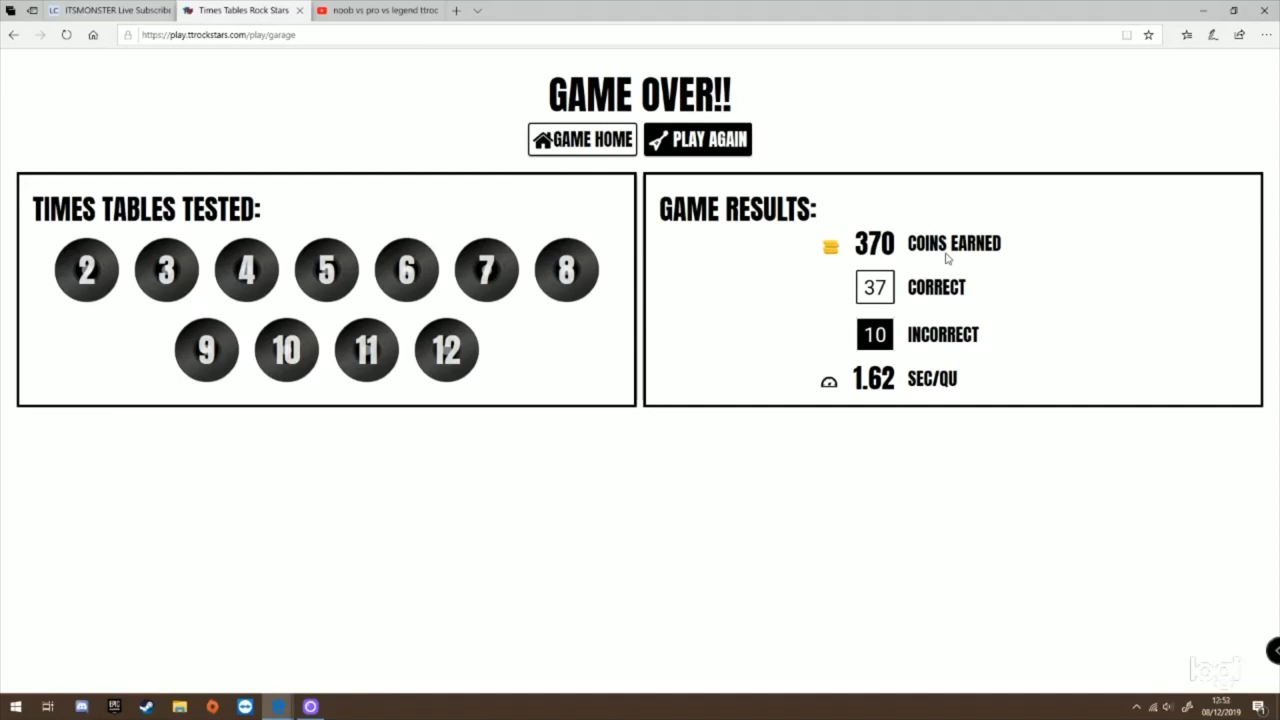 ITSMONSTER Live Subscrib
Times Tables Rock Stars
noob vs pro vs legend ttroc
https://play.ttrockstars.com/play/garage
GAME OVER!!
GAME HOME
PLAY AGAIN
TIMES TABLES TESTED:
2 3 4 5 6 7 8
9 10 11 12
GAME RESULTS:
370 COINS EARNED
37 CORRECT
10 INCORRECT
1.62 SEC/QU
logi
12:53
08/12/2019